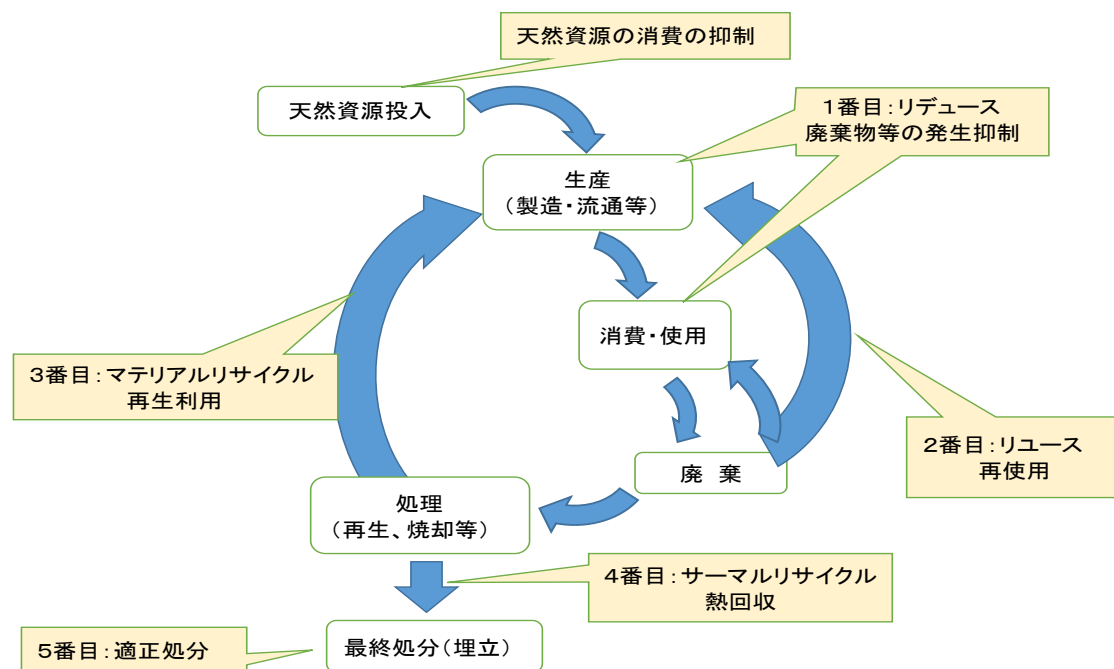 天然資源の消費の抑制
天然資源投入
1番目：リデュース
廃棄物等の発生抑制
生産
（製造・流通等）
消費・使用
3番目：マテリアルリサイクル
再生利用
2番目：リユース
再使用
廃 棄
処理
（再生、焼却等）
4番目：サーマルリサイクル
熱回収
5番目：適正処分
最終処分（埋立）